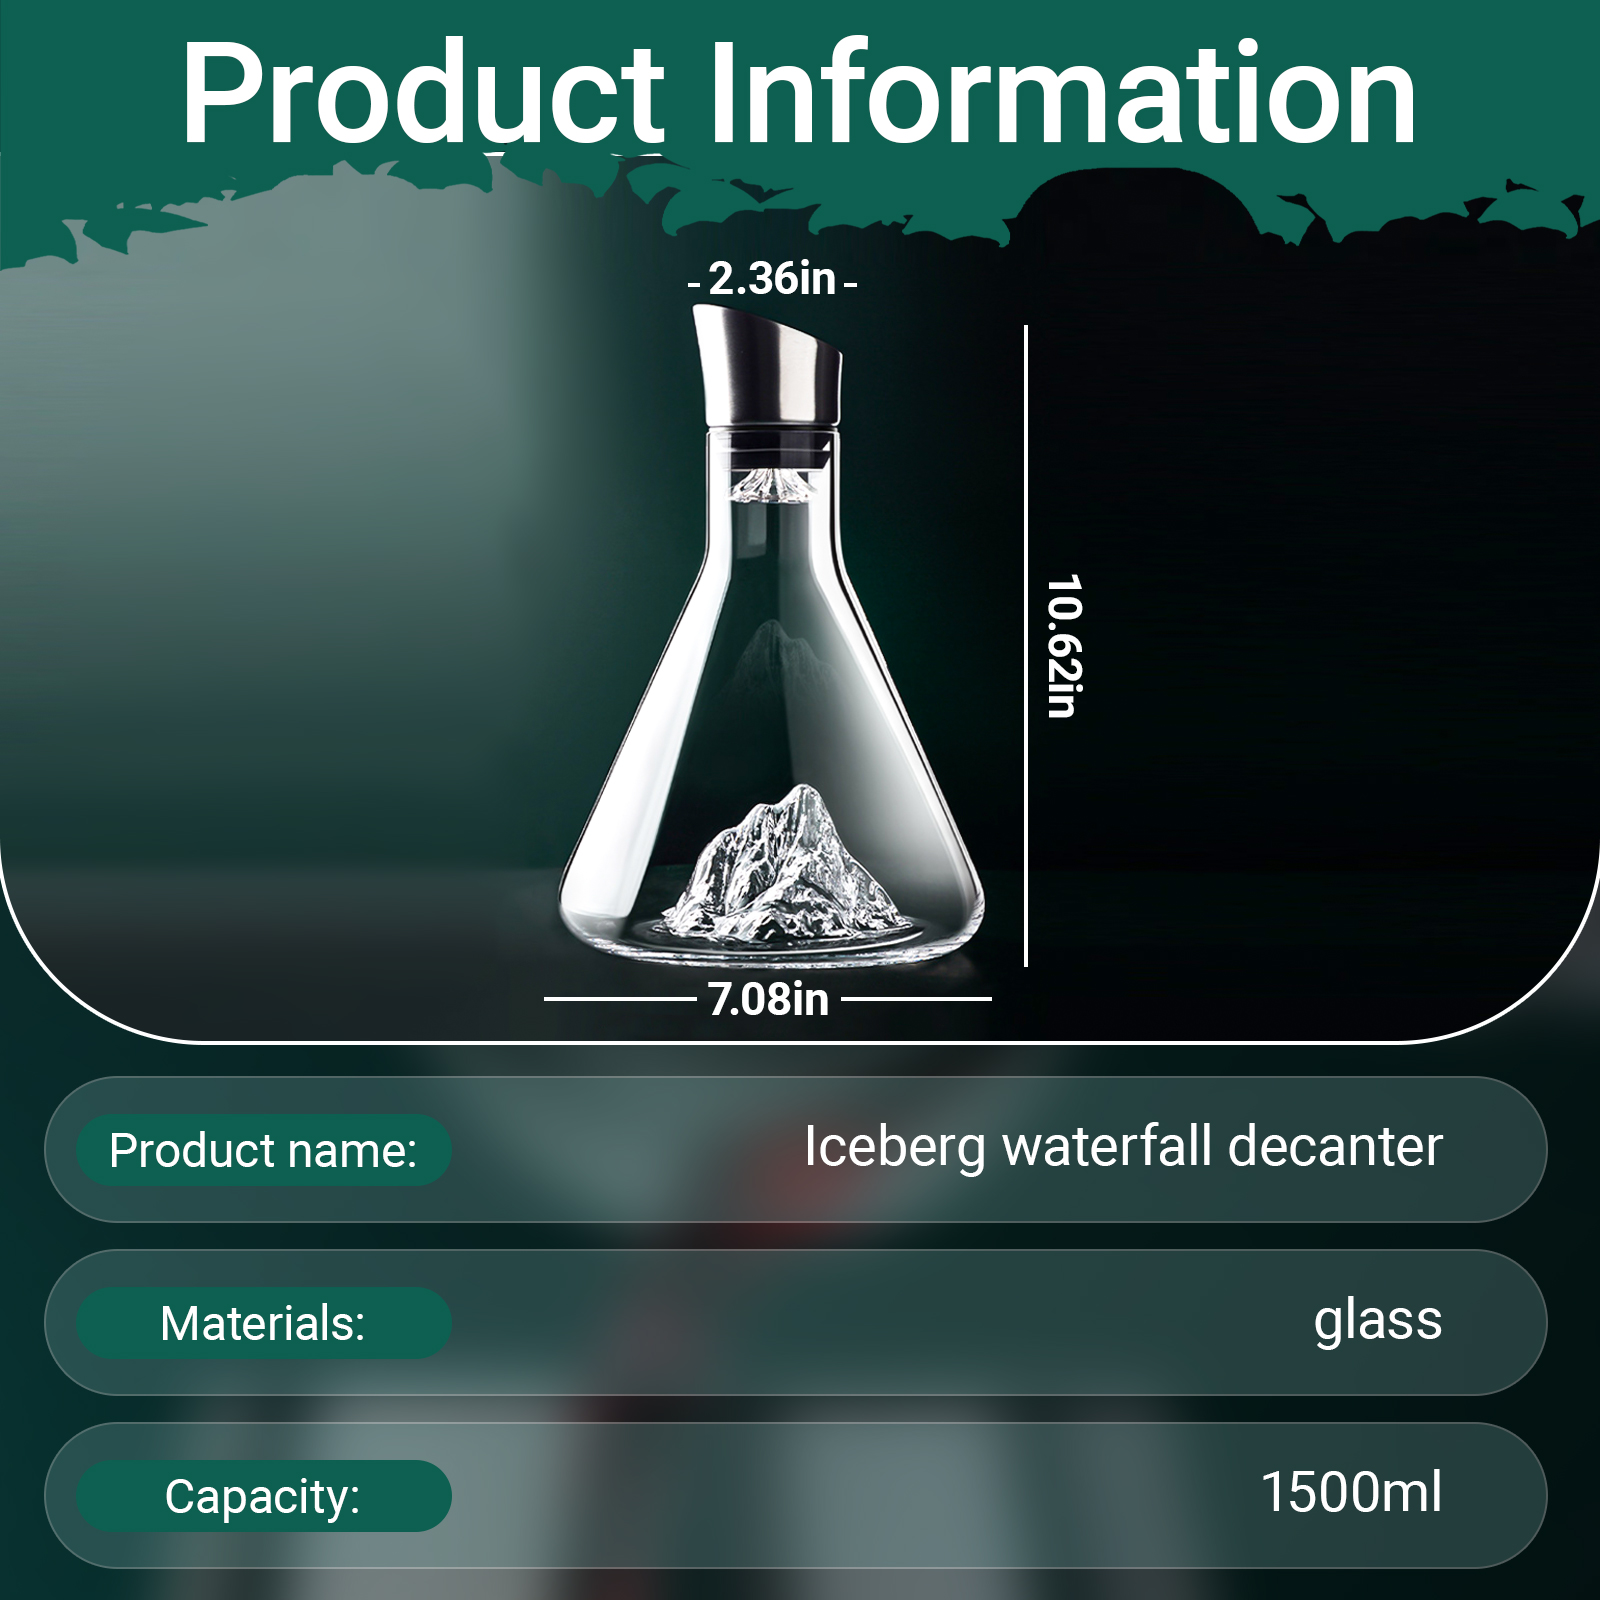 Product Information
2.36in
10.62in
7.08in
Product name:
Iceberg waterfall decanter
Materials:
glass
Capacity:
1500ml